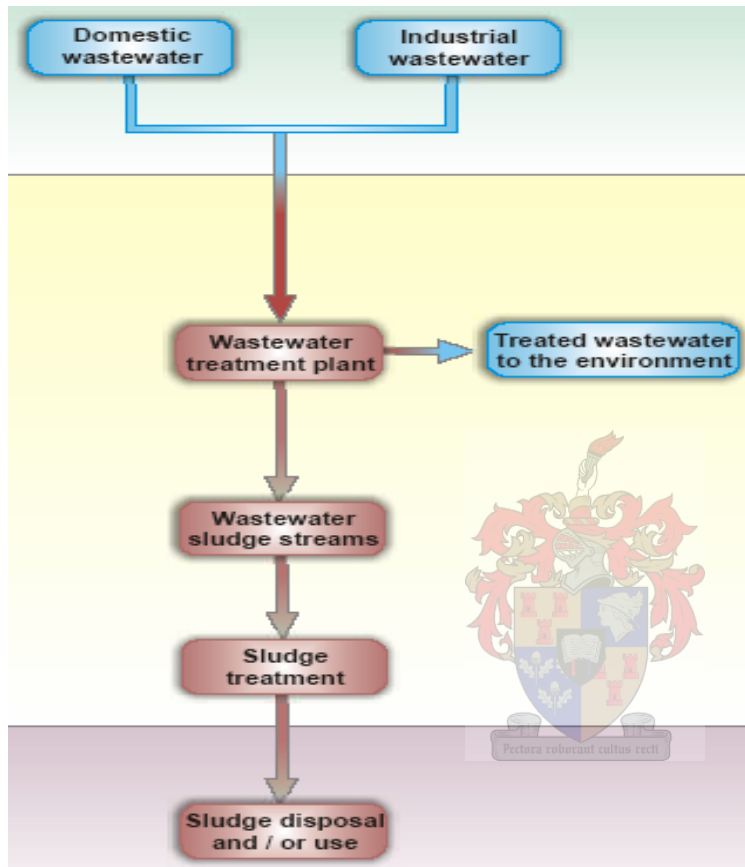 Domestic
wastewater
Industrial
wastewater
Wastewater
treatment plant
Treated wastewater
to the environment
Wastewater
sludge streams
Sludge
treatment
Pectora roborant cultus recti
Sludge disposal
and / or use